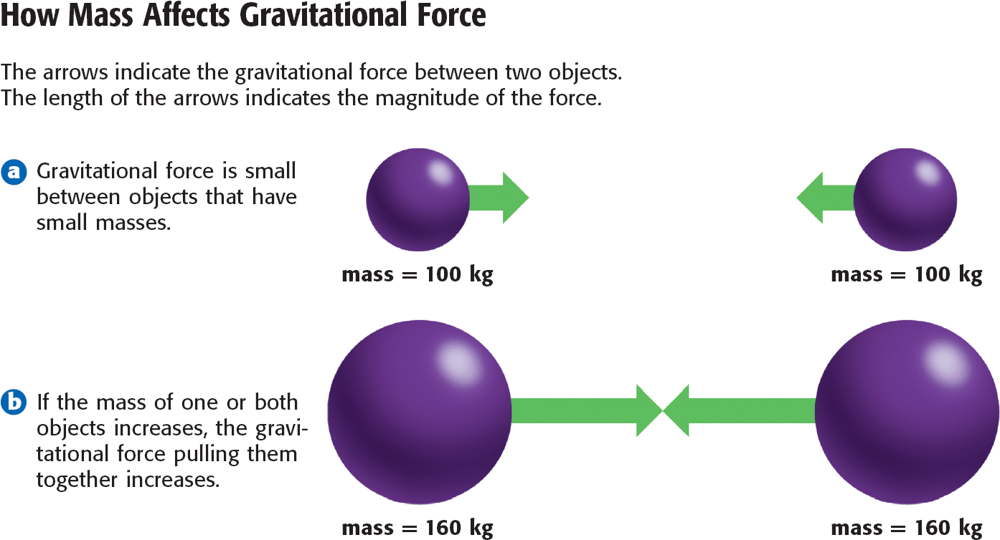 How Mass Affects Gravitational Force
The arrows indicate the gravitational force between two objects.
The length of the arrows indicates the magnitude of the force.
a Gravitational force is small
between objects that have
small masses.
mass = 100 kg
mass = 100 kg
b If the mass of one or both
objects increases, the gravi-
tational force pulling them
together increases.
mass = 160 kg
mass = 160 kg